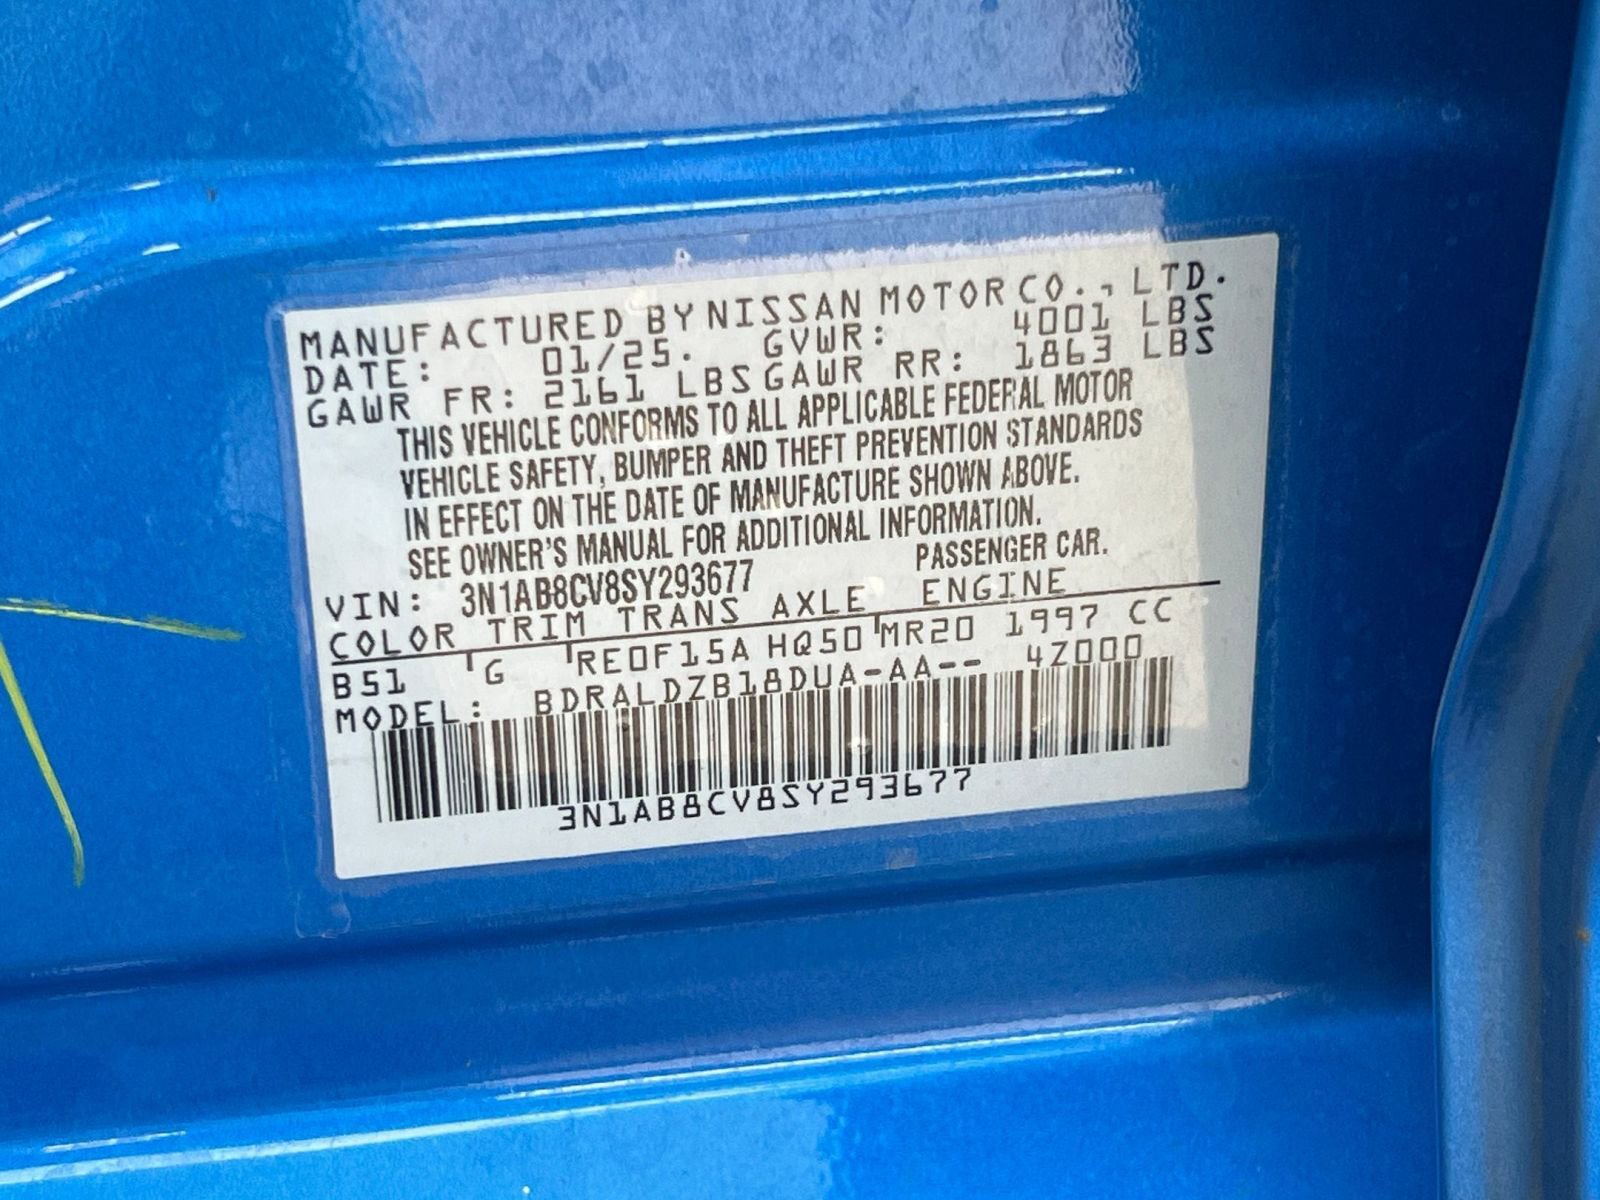 MANUFACTURED BY NISSAN MOTOR CO., LTD.
DATE: 01/25. GVWR: 4001 LBS
GAWR FR: 2161 LBS GAWR RR: 1863 LBS
THIS VEHICLE CONFORMS TO ALL APPLICABLE FEDERAL MOTOR
VEHICLE SAFETY, BUMPER AND THEFT PREVENTION STANDARDS
IN EFFECT ON THE DATE OF MANUFACTURE SHOWN ABOVE.
SEE OWNER'S MANUAL FOR ADDITIONAL INFORMATION.
VIN: 3N1AB8CV8SY293677 PASSENGER CAR.
COLOR TRIM TRANS AXLE ENGINE
B51 G RE0F15A HQ50 MR20 1997 CC
MODEL: BDRALDZB18DUA-AA-- 4Z000
3N1AB8CV8SY293677